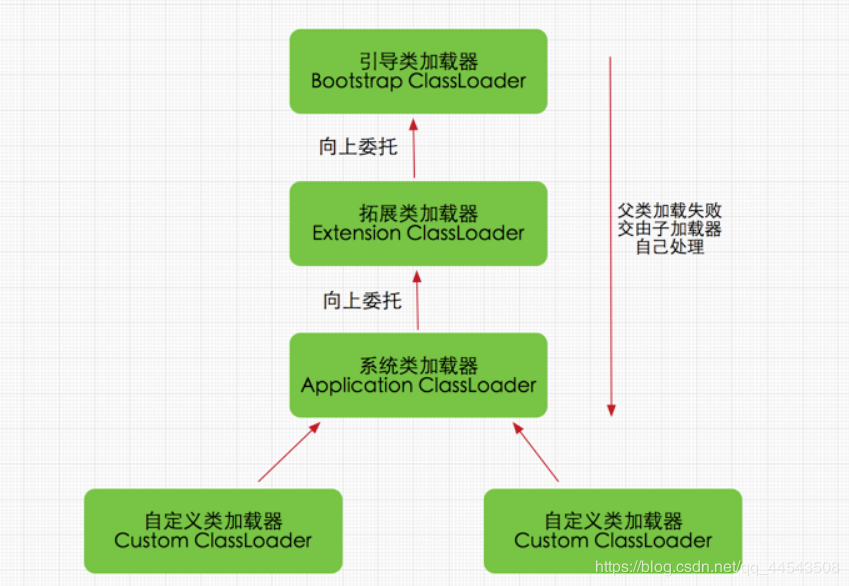 引导类加载器
Bootstrap ClassLoader
向上委托
拓展类加载器
Extension ClassLoader
父类加载失败
交由子加载器
自己处理
向上委托
系统类加载器
Application ClassLoader
自定义类加载器
Custom ClassLoader
自定义类加载器
Custom ClassLoader
https://blog.csdn.net/qq_44543508